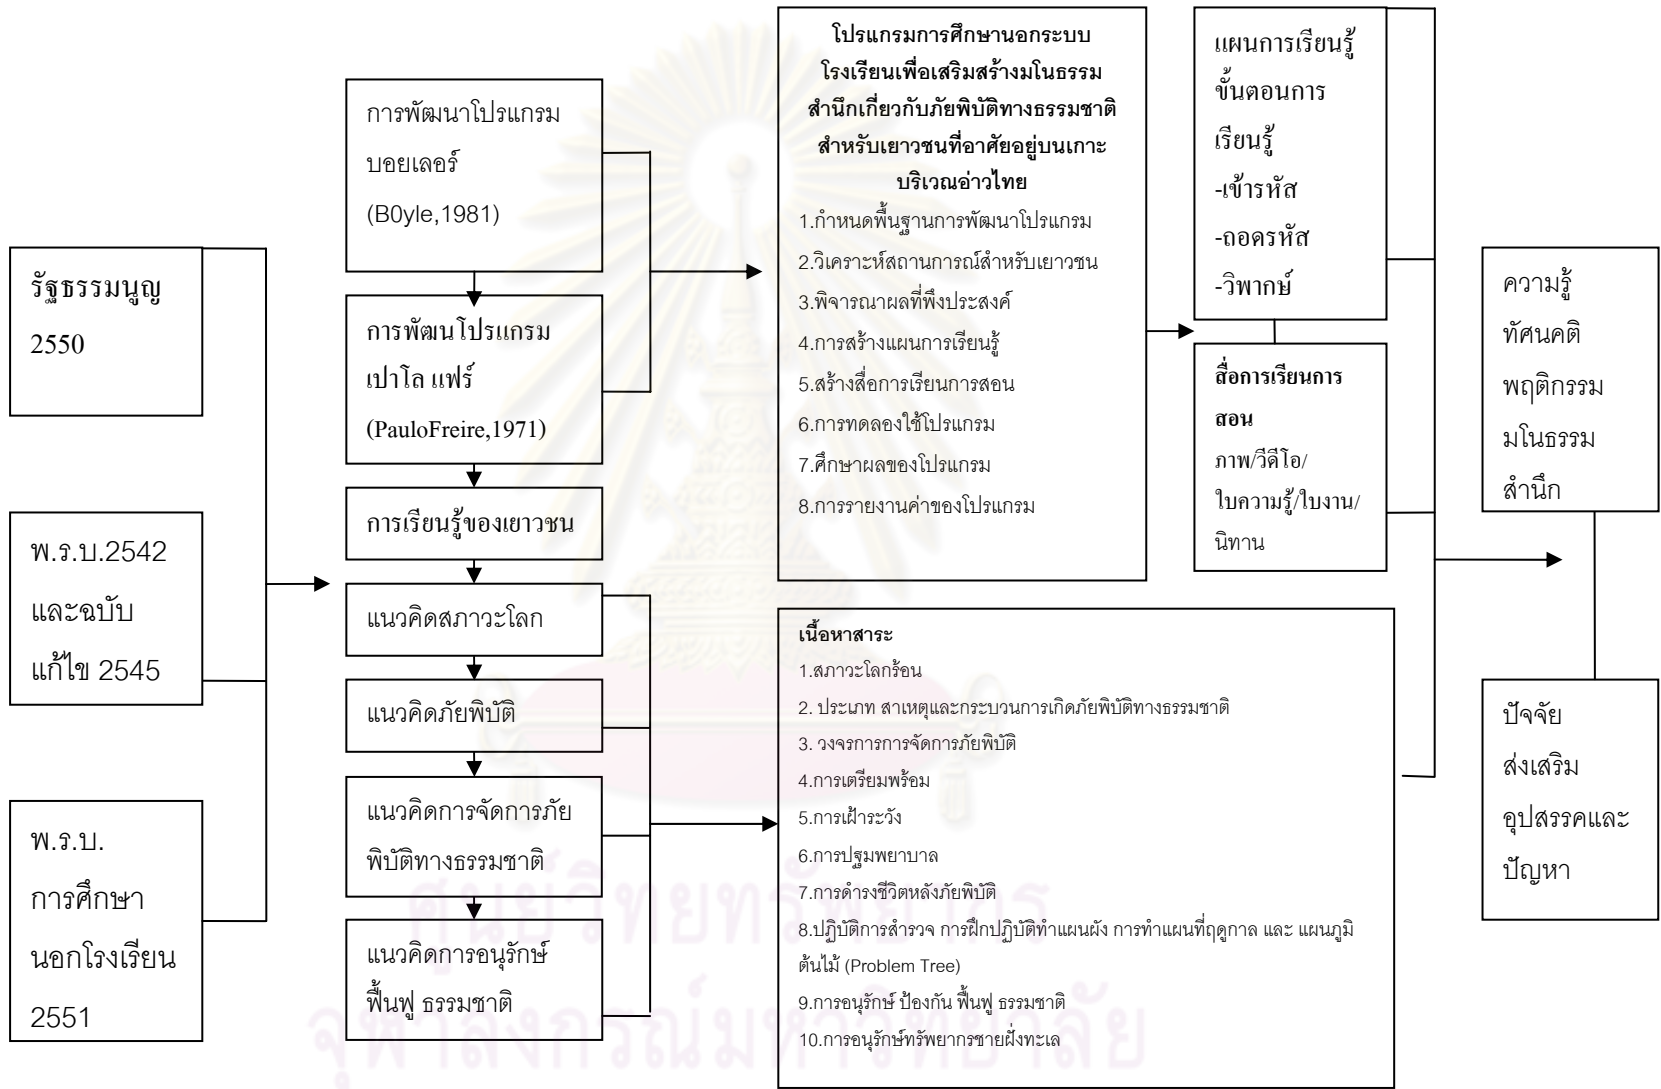 รัฐธรรมนูญ
2550
พ.ร.บ.2542
และฉบับ
แก้ไข 2545
พ.ร.บ.
การศึกษา
นอกโรงเรียน
2551
การพัฒนาโปรแกรม
บอยเลอร์
(B0yle,1981)
การพัฒนโปรแกรม
เปาโล แฟร์
(PauloFreire,1971)
การเรียนรู้ของเยาวชน
แนวคิดสภาวะโลก
แนวคิดภัยพิบัติ
แนวคิดการจัดการภัย
พิบัติทางธรรมชาติ
แนวคิดการอนุรักษ์
ฟื้นฟู ธรรมชาติ
โปรแกรมการศึกษานอกระบบ
โรงเรียนเพื่อเสริมสร้างมโนธรรม
สำนึกเกี่ยวกับภัยพิบัติทางธรรมชาติ
สำหรับเยาวชนที่อาศัยอยู่บนเกาะ
บริเวณอ่าวไทย
1.กำหนดพื้นฐานการพัฒนาโปรแกรม
2.วิเคราะห์สถานการณ์สำหรับเยาวชน
3.พิจารณาผลที่พึงประสงค์
4.การสร้างแผนการเรียนรู้
5.สร้างสื่อการเรียนการสอน
6.การทดลองใช้โปรแกรม
7.ศึกษาผลของโปรแกรม
8.การรายงานค่าของโปรแกรม
เนื้อหาสาระ
1.สภาวะโลกร้อน
2. ประเภท สาเหตุและกระบวนการเกิดภัยพิบัติทางธรรมชาติ
3. วงจรการการจัดการภัยพิบัติ
4.การเตรียมพร้อม
5.การเฝ้าระวัง
6.การปฐมพยาบาล
7.การดำรงชีวิตหลังภัยพิบัติ
8.ปฏิบัติการสำรวจ การฝึกปฏิบัติทำแผนผัง การทำแผนที่ฤดูกาล และ แผนภูมิ
ต้นไม้ (Problem Tree)
9.การอนุรักษ์ ป้องกัน ฟื้นฟู ธรรมชาติ
10.การอนุรักษ์ทรัพยากรชายฝั่งทะเล
แผนการเรียนรู้
ขั้นตอนการ
เรียนรู้
-เข้ารหัส
-ถอดรหัส
-วิพากษ์
สื่อการเรียนการ
สอน
ภาพ/วีดีโอ/
ใบความรู้/ใบงาน/
นิทาน
ความรู้
ทัศนคติ
พฤติกรรม
มโนธรรม
สำนึก
ปัจจัย
ส่งเสริม
อุปสรรคและ
ปัญหา
ศูนย์วิทยทรัพยากร
จุฬาลงกรณ์มหาวิทยาลัย